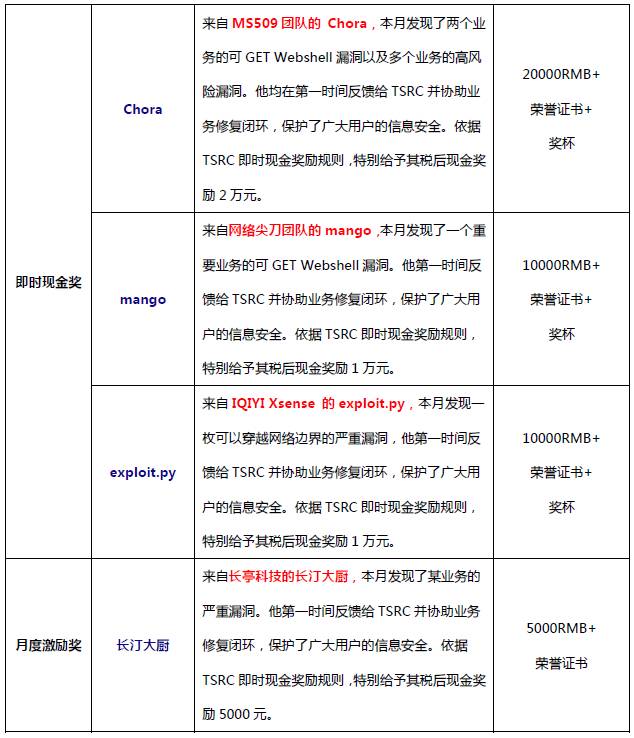 即时现金奖
Chora
来自 MS509 团队的 Chora，本月发现了两个业
务的可 GET Webshell 漏洞以及多个业务的高风
险漏洞。他均在第一时间反馈给 TSRC 并协助业
务修复闭环，保护了广大用户的信息安全。依据
TSRC 即时现金奖励规则，特别给予其税后现金奖
励 2 万元。
20000RMB+
荣誉证书+
奖杯
mango
来自网络尖刀团队的 mango，本月发现了一个重
要业务的可 GET Webshell 漏洞。他第一时间反
馈给 TSRC 并协助业务修复闭环，保护了广大用
户的信息安全。依据 TSRC 即时现金奖励规则，
特别给予其税后现金奖励 1 万元。
10000RMB+
荣誉证书+
奖杯
exploit.py
来自 IQIYI Xsense 的 exploit.py，本月发现一
枚可以穿越网络边界的严重漏洞，他第一时间反
馈给 TSRC 并协助业务修复闭环，保护了广大用
户的信息安全。依据 TSRC 即时现金奖励规则，
特别给予其税后现金奖励 1 万元。
10000RMB+
荣誉证书+
奖杯
月度激励奖
长汀大厨
来自长亭科技的长汀大厨，本月发现了某业务的
严重漏洞。他第一时间反馈给 TSRC 并协助业务
修复闭环，保护了广大用户的信息安全。依据
TSRC 即时现金奖励规则，特别给予其税后现金奖
励 5000 元。
5000RMB+
荣誉证书